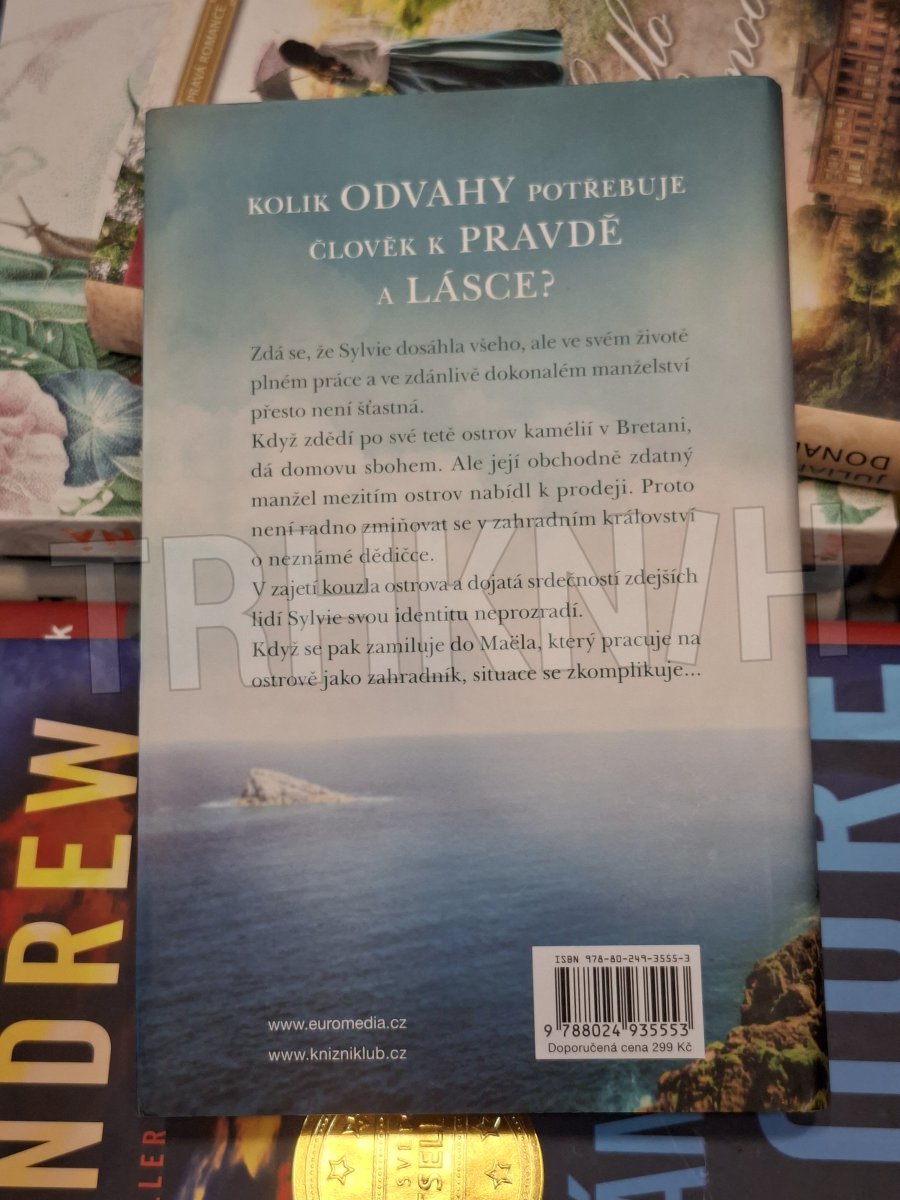 PRAVÁ ROMANCE
KOLIK ODVAHY POTŘEBUJE
ČLOVĚK K PRAVDĚ
A LÁSCE?
Zdá se, že Sylvie dosáhla všeho, ale ve svém životě
plném práce a ve zdánlivě dokonalém manželství
přesto není šťastná.
Když zdědí po své tetě ostrov kamélií v Bretani,
dá domovu sbohem. Ale její obchodně zdatný
manžel mezitím ostrov nabídl k prodeji. Proto
není radno zmiňovat se v zahradním království
o neznámé dědičce.
V zajetí kouzla ostrova a dojatá srdečností zdejších
lidí Sylvie svou identitu neprozradí.
Když se pak zamiluje do Maëla, který pracuje na
ostrově jako zahradník, situace se zkomplikuje...
TRHKNIH
www.euromedia.cz
www.knizniklub.cz
ISBN 978-80-249-3555-3
9 788024 935553
Doporučená cena 299 Kč
NDREW